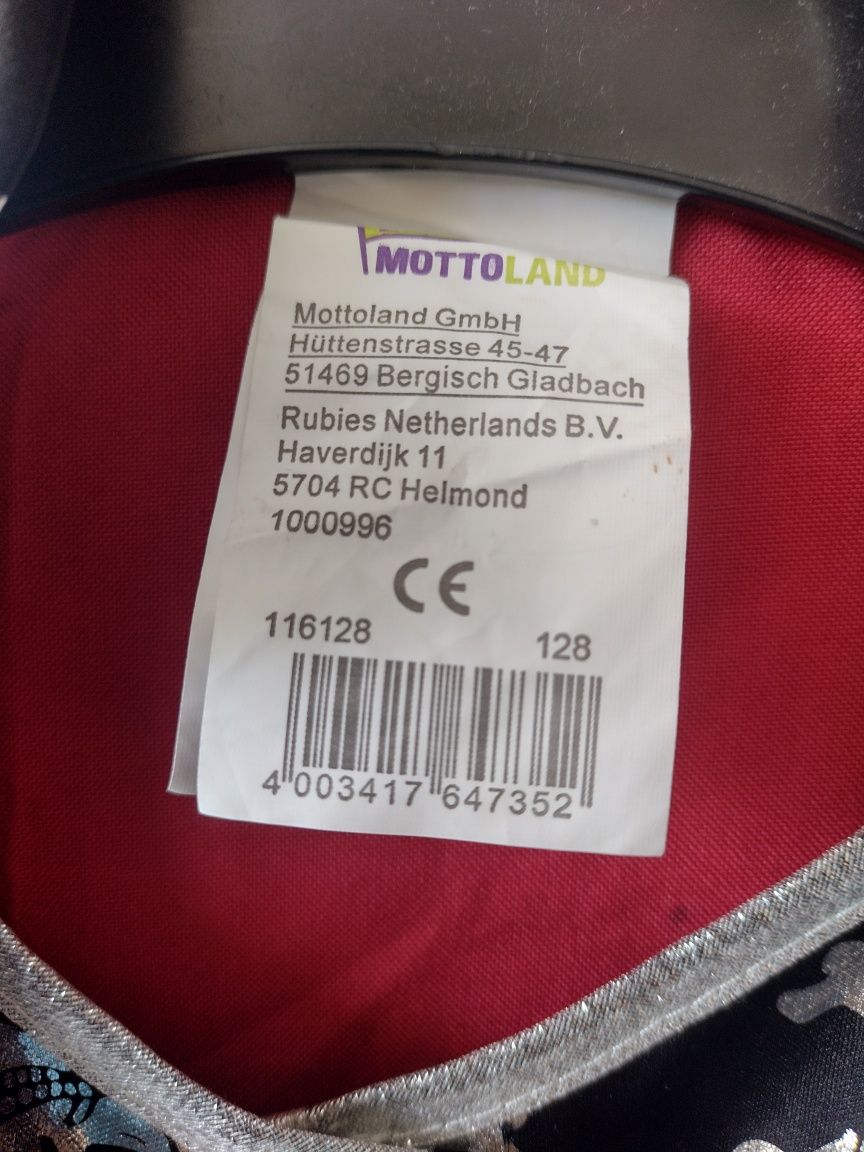 MOTTOLAND
Mottoland GmbH
Hüttenstrasse 45-47
51469 Bergisch Gladbach
Rubies Netherlands B.V.
Haverdijk 11
5704 RC Helmond
1000996
CE
116128 128
4 003417 647352